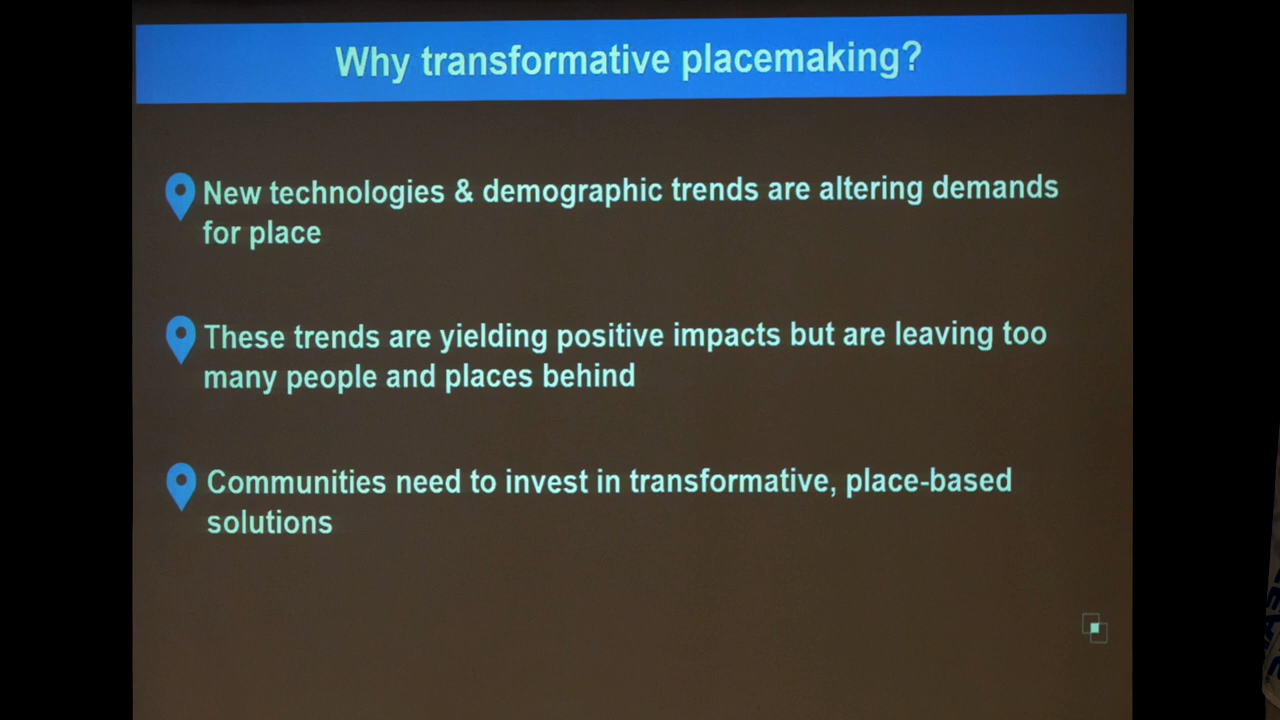 Why transformative placemaking?
New technologies & demographic trends are altering demands
for place
These trends are yielding positive impacts but are leaving too
many people and places behind
Communities need to invest in transformative, place-based
solutions